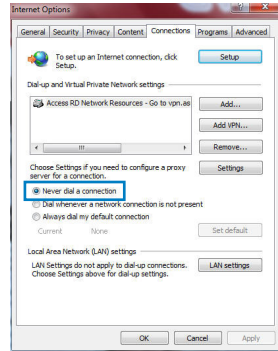 Internet Options
General Security Privacy Content Connections Programs Advanced
To set up an Internet connection, click Setup.
Setup
Dial-up and Virtual Private Network settings
Access RD Network Resources - Go to vpn.as
Add...
Add VPN...
Remove...
Choose Settings if you need to configure a proxy server for a connection.
Settings
Never dial a connection
Dial whenever a network connection is not present
Always dial my default connection
Current None
Set default
Local Area Network (LAN) settings
LAN Settings do not apply to dial-up connections.
Choose Settings above for dial-up settings.
LAN settings
OK Cancel Apply